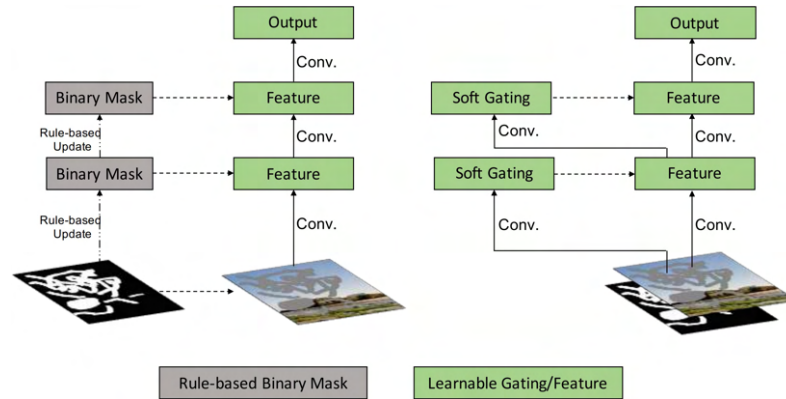 Output
Output
Conv.
Conv.
Binary Mask
Feature
Soft Gating
Feature
Rule-based
Update
Conv.
Conv.
Conv.
Binary Mask
Feature
Soft Gating
Feature
Rule-based
Update
Conv.
Conv.
Conv.
Rule-based Binary Mask
Learnable Gating/Feature